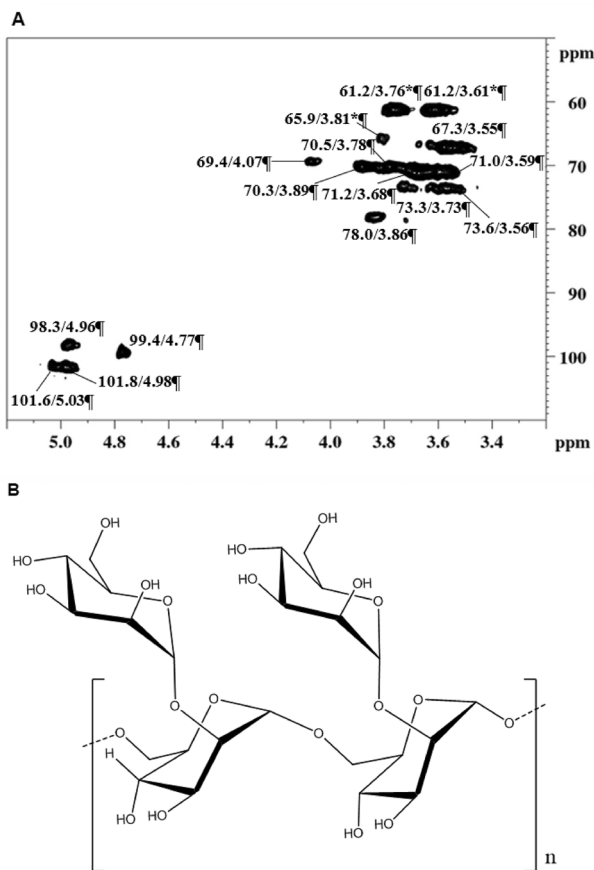 A
ppm
61.2/3.76*¶ 61.2/3.61*¶
60
65.9/3.81*¶
67.3/3.55¶
70.5/3.78¶
69.4/4.07¶
71.0/3.59¶
70
70.3/3.89¶ 71.2/3.68¶
73.3/3.73¶
73.6/3.56¶
78.0/3.86¶
80
90
98.3/4.96¶
99.4/4.77¶
100
101.8/4.98¶
101.6/5.03¶
5.0 4.8 4.6 4.4 4.2 4.0 3.8 3.6 3.4 ppm
B
OH
OH
HO
HO
OH
OH
HO
HO
O
O
O
O
O
O
O
O
O
H
HO
HO
HO
HO
n